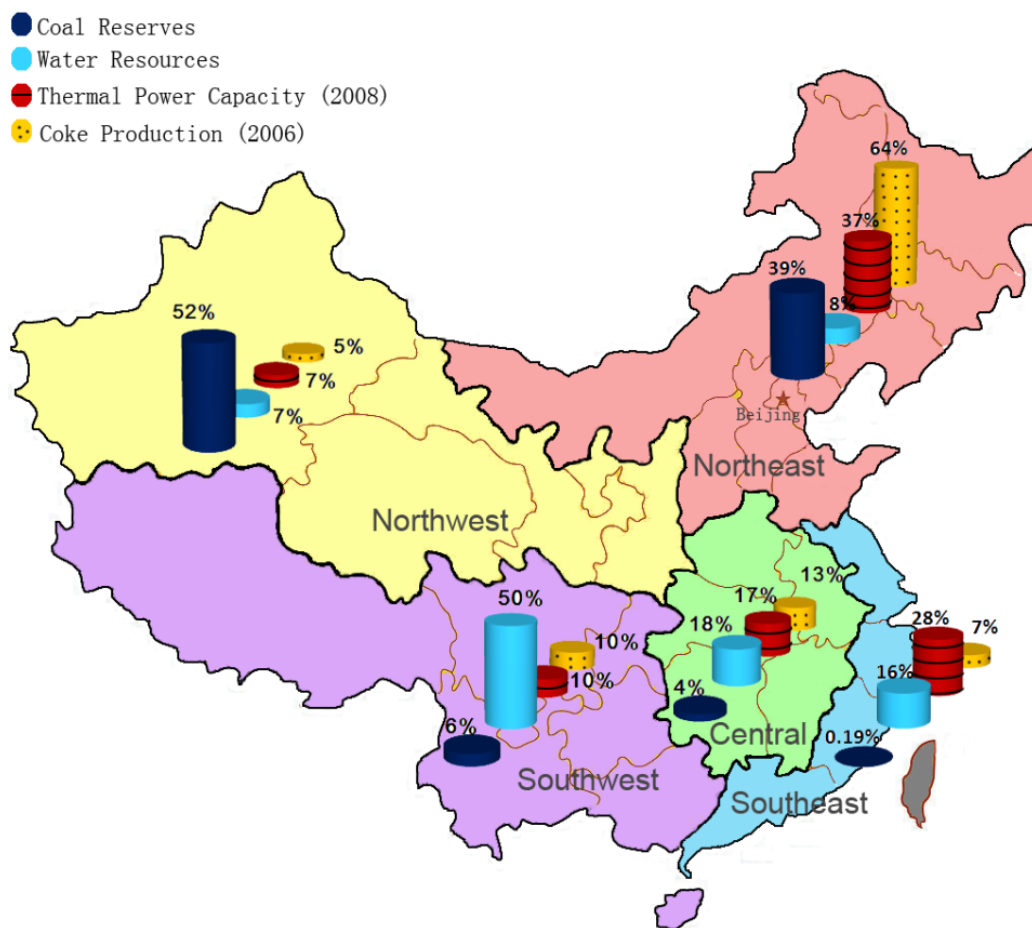 Coal Reserves
Water Resources
Thermal Power Capacity (2008)
Coke Production (2006)
64%
37%
39%
8%
52%
5%
7%
7%
Beijing
Northeast
Northwest
50%
10%
10%
6%
Southwest
13%
17%
18%
4%
Central
28%
7%
16%
0.19%
Southeast